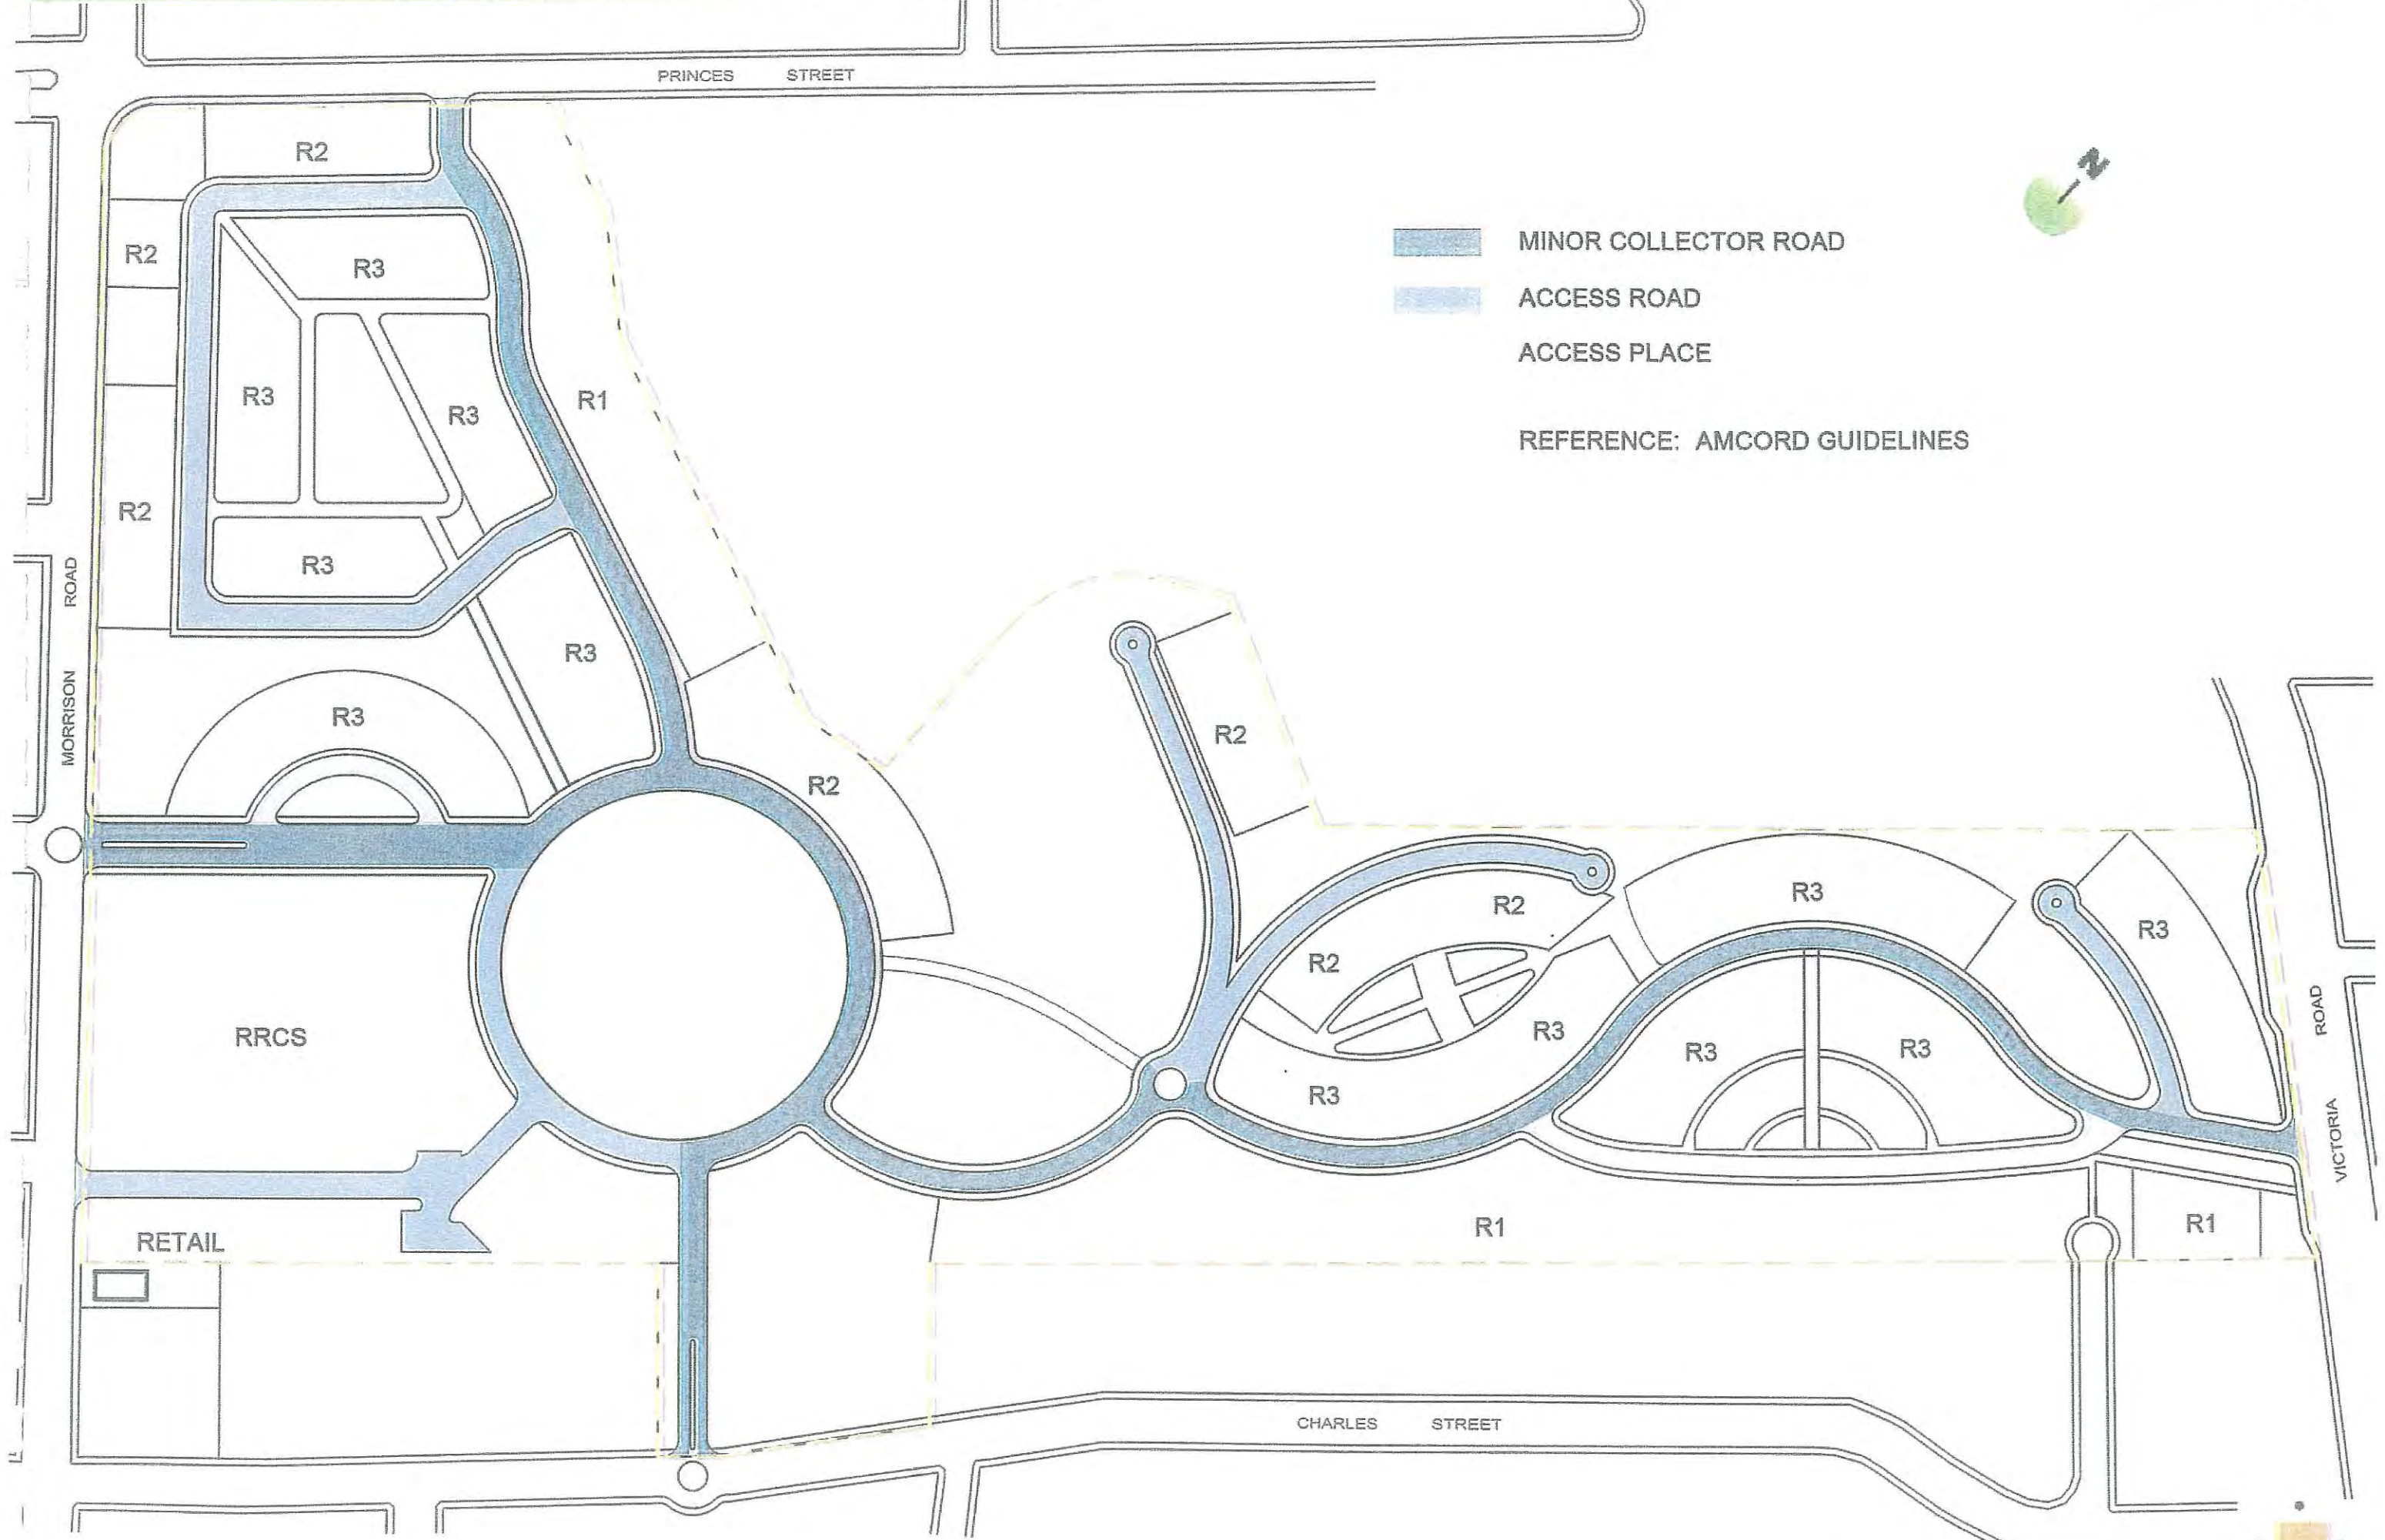 PRINCES STREET
N
R2
MINOR COLLECTOR ROAD
R2
R3
ACCESS ROAD
ACCESS PLACE
R3
R3
R1
REFERENCE: AMCORD GUIDELINES
R2
R3
MORRISON ROAD
R3
R3
R2
R2
R3
R2
R3
R2
RRCS
R3
R3
R3
R3
VICTORIA ROAD
RETAIL
R1
R1
CHARLES STREET